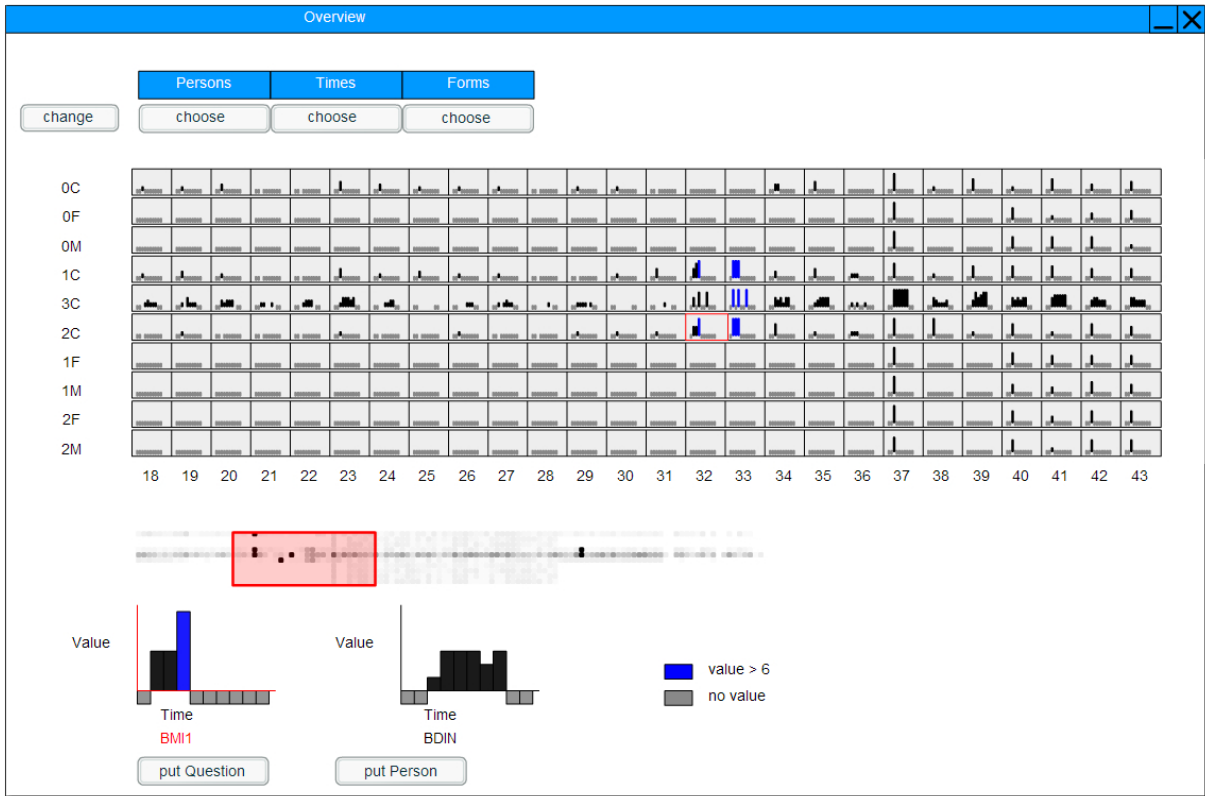 Overview
Persons Times Forms
change choose choose choose
0C
0F
0M
1C
3C
2C
1F
1M
2F
2M
18 19 20 21 22 23 24 25 26 27 28 29 30 31 32 33 34 35 36 37 38 39 40 41 42 43
Value Value
value > 6
no value
Time Time
BMI1 BDIN
put Question put Person